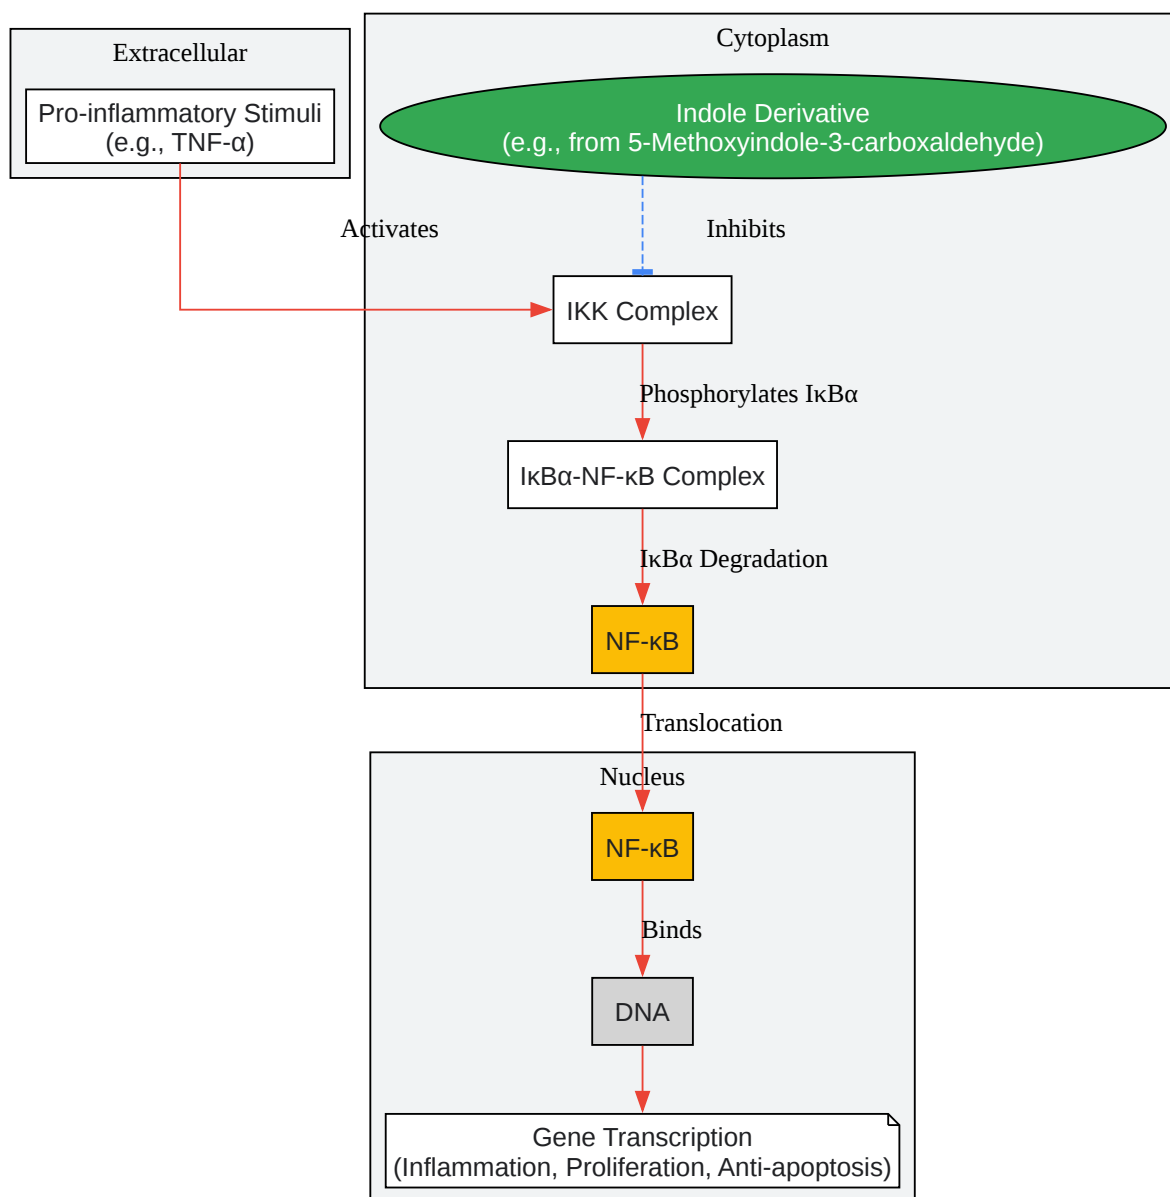 Extracellular
Pro-inflammatory Stimuli
(e.g., TNF-α)
Cytoplasm
Indole Derivative
(e.g., from 5-Methoxyindole-3-carboxaldehyde)
Activates
Inhibits
IKK Complex
Phosphorylates IκBα
IκBα-NF-κB Complex
IκBα Degradation
NF-κB
Translocation
Nucleus
NF-κB
Binds
DNA
Gene Transcription
(Inflammation, Proliferation, Anti-apoptosis)